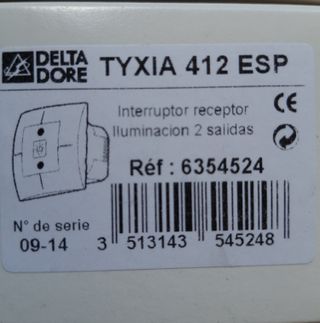 DELTA DORE TYXIA 412 ESP
Interruptor receptor
Iluminacion 2 salidas
CE
Réf : 6354524
N° de serie
09-14
3 513143 545248